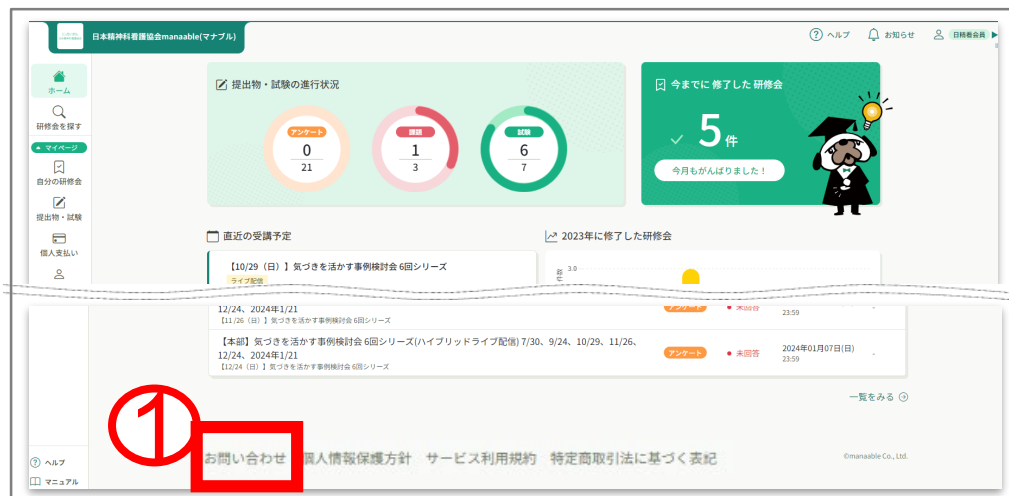 日本精神科看護協会manaable(マナブル)
ヘルプ
お知らせ
日精看会員
ホーム
研修会を探す
マイページ
自分の研修会
提出物・試験
個人支払い
提出物・試験の進行状況
アンケート
0
21
課題
1
3
試験
6
7
今までに修了した研修会
5件
今月もがんばりました！
直近の受講予定
【10/29（日）】気づきを活かす事例検討会 6回シリーズ
ライブ配信
2023年に修了した研修会
3.0
12/24、2024年1/21
【11/26（日）】気づきを活かす事例検討会 6回シリーズ
アンケート
未回答
23:59
-
【本部】気づきを活かす事例検討会 6回シリーズ(ハイブリッドライブ配信) 7/30、9/24、10/29、11/26、
12/24、2024年1/21
【12/24（日）】気づきを活かす事例検討会 6回シリーズ
アンケート
未回答
2024年01月07日(日)
23:59
-
一覧をみる
①
お問い合わせ 個人情報保護方針 サービス利用規約 特定商取引法に基づく表記
©manaable Co., Ltd.
ヘルプ
マニュアル